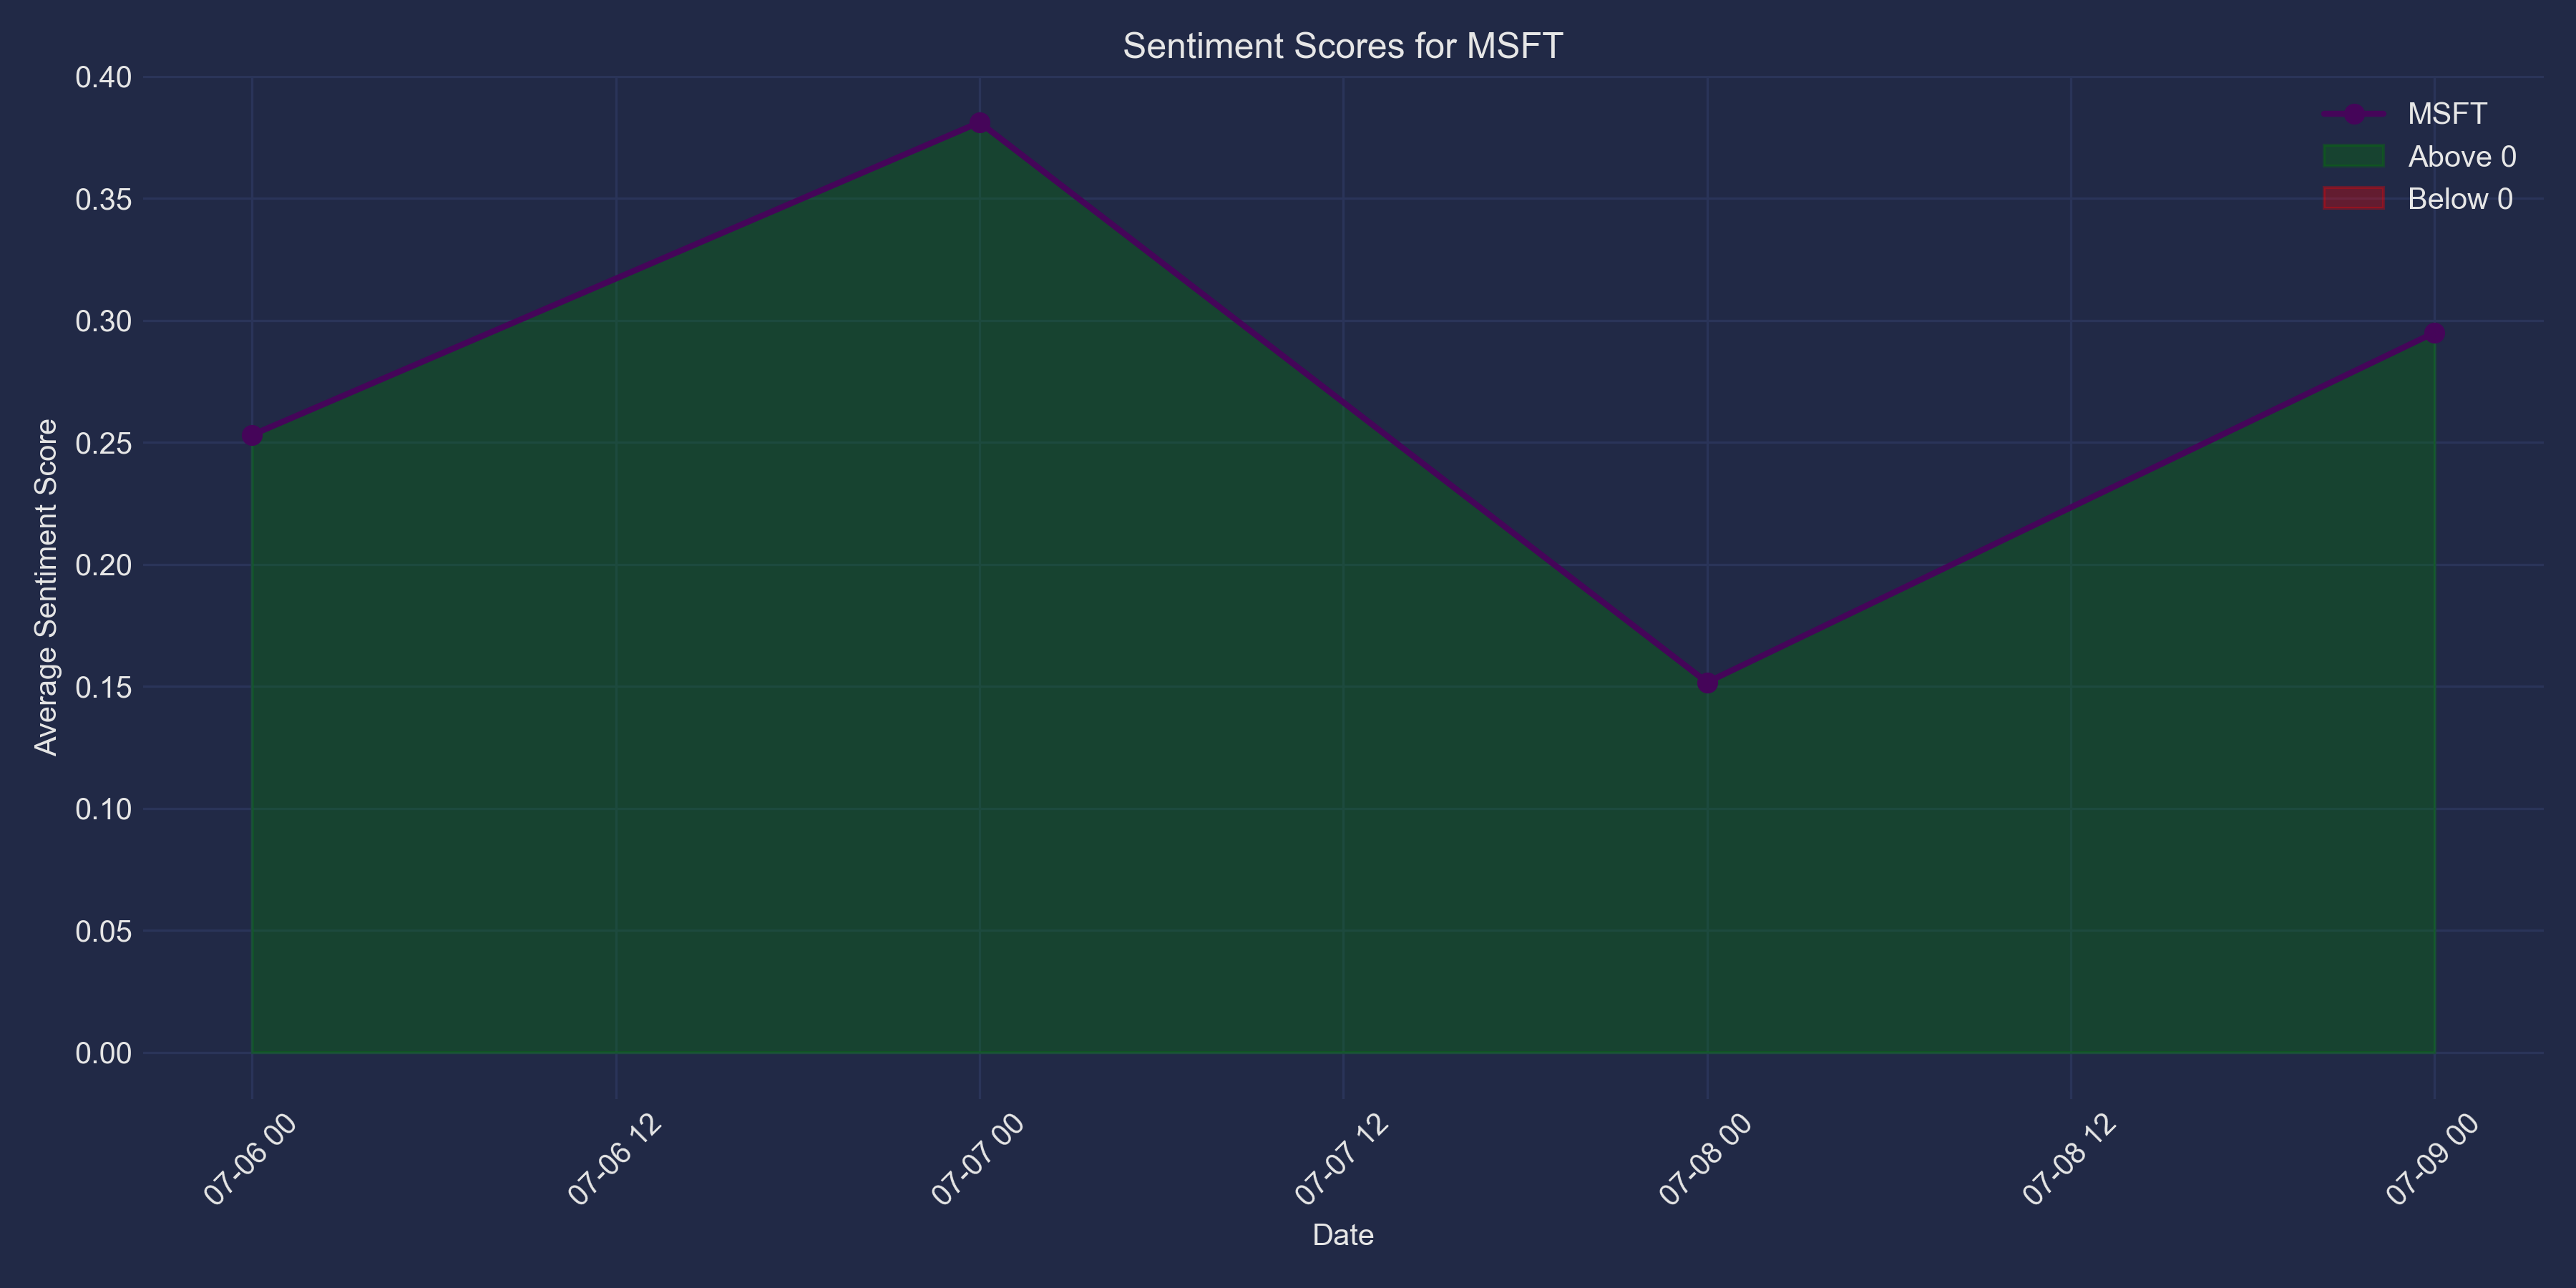 Sentiment Scores for MSFT
0.40
0.35
0.30
0.25
0.20
0.15
0.10
0.05
0.00
Average Sentiment Score
MSFT
Above 0
Below 0
07-06 00
07-06 12
07-07 00
07-07 12
07-08 00
07-08 12
07-09 00
Date